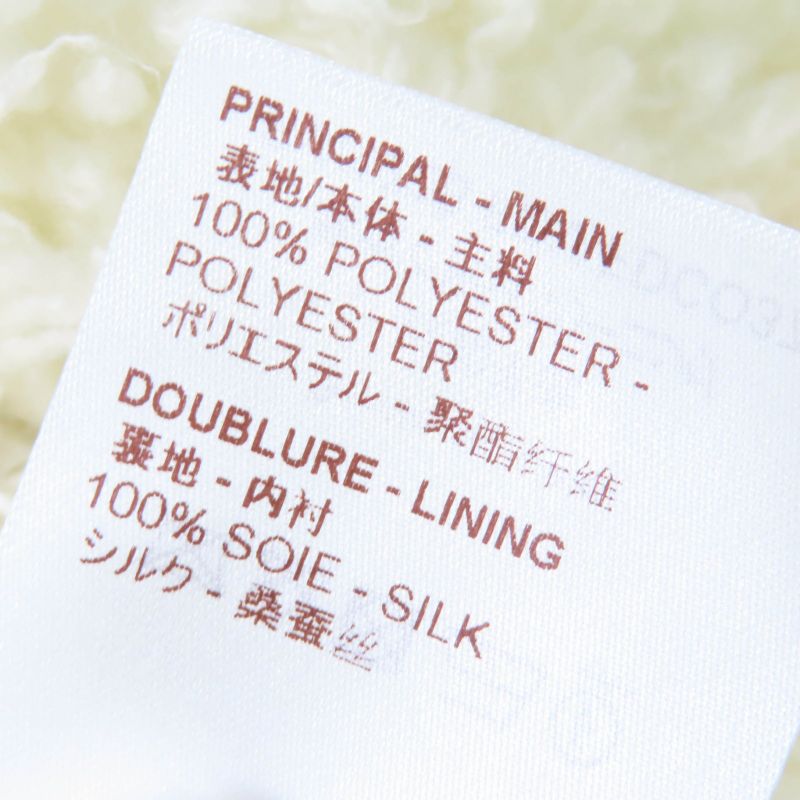 PRINCIPAL - MAIN
表地/本体 - 主料
100% POLYESTER -
POLYESTER
ポリエステル - 聚酯纤维
DOUBLURE - LINING
裏地 - 内衬
100% SOIE - SILK
シルク - 桑蚕丝